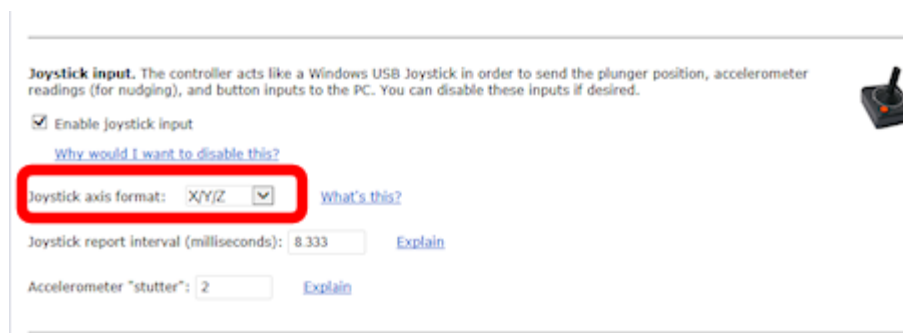 Joystick input. The controller acts like a Windows USB Joystick in order to send the plunger position, accelerometer
readings (for nudging), and button inputs to the PC. You can disable these inputs if desired.
Enable joystick input
Why would I want to disable this?
Joystick axis format: X/Y/Z What's this?
Joystick report interval (milliseconds): 8.333 Explain
Accelerometer "stutter": 2 Explain